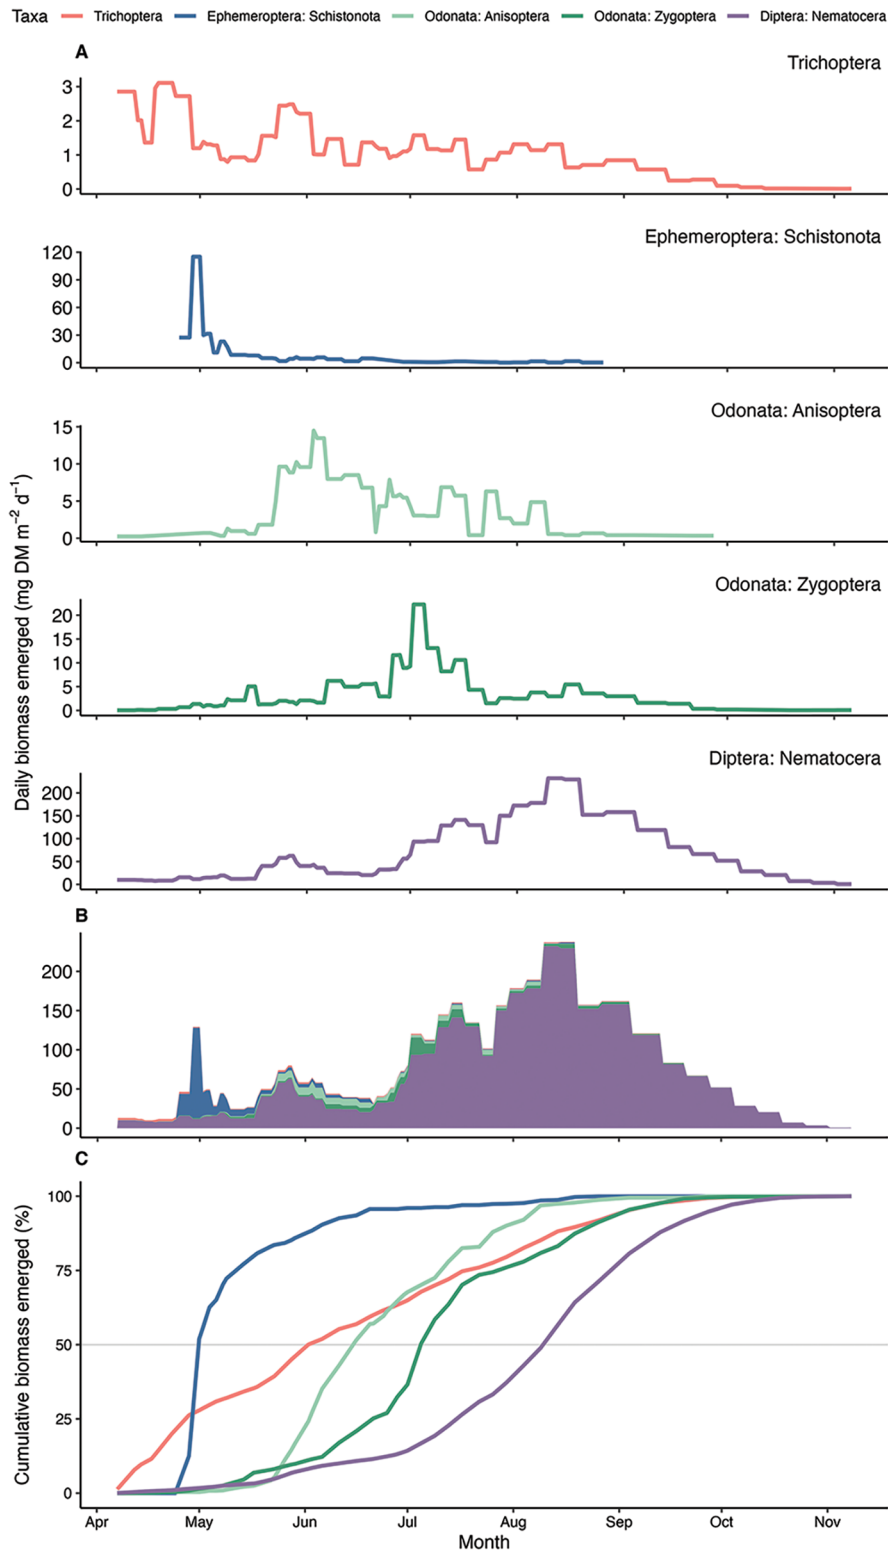 Taxa Trichoptera Ephemeroptera: Schistonota Odonata: Anisoptera Odonata: Zygoptera Diptera: Nematocera
A
Trichoptera
3
2
1
0
Ephemeroptera: Schistonota
120
90
60
30
0
Odonata: Anisoptera
15
10
5
0
Odonata: Zygoptera
20
15
10
5
0
Diptera: Nematocera
200
150
100
50
0
Daily biomass emerged (mg DM m⁻² d⁻¹)
B
200
150
100
50
0
C
100
75
50
25
0
Cumulative biomass emerged (%)
Apr May Jun Jul Aug Sep Oct Nov
Month